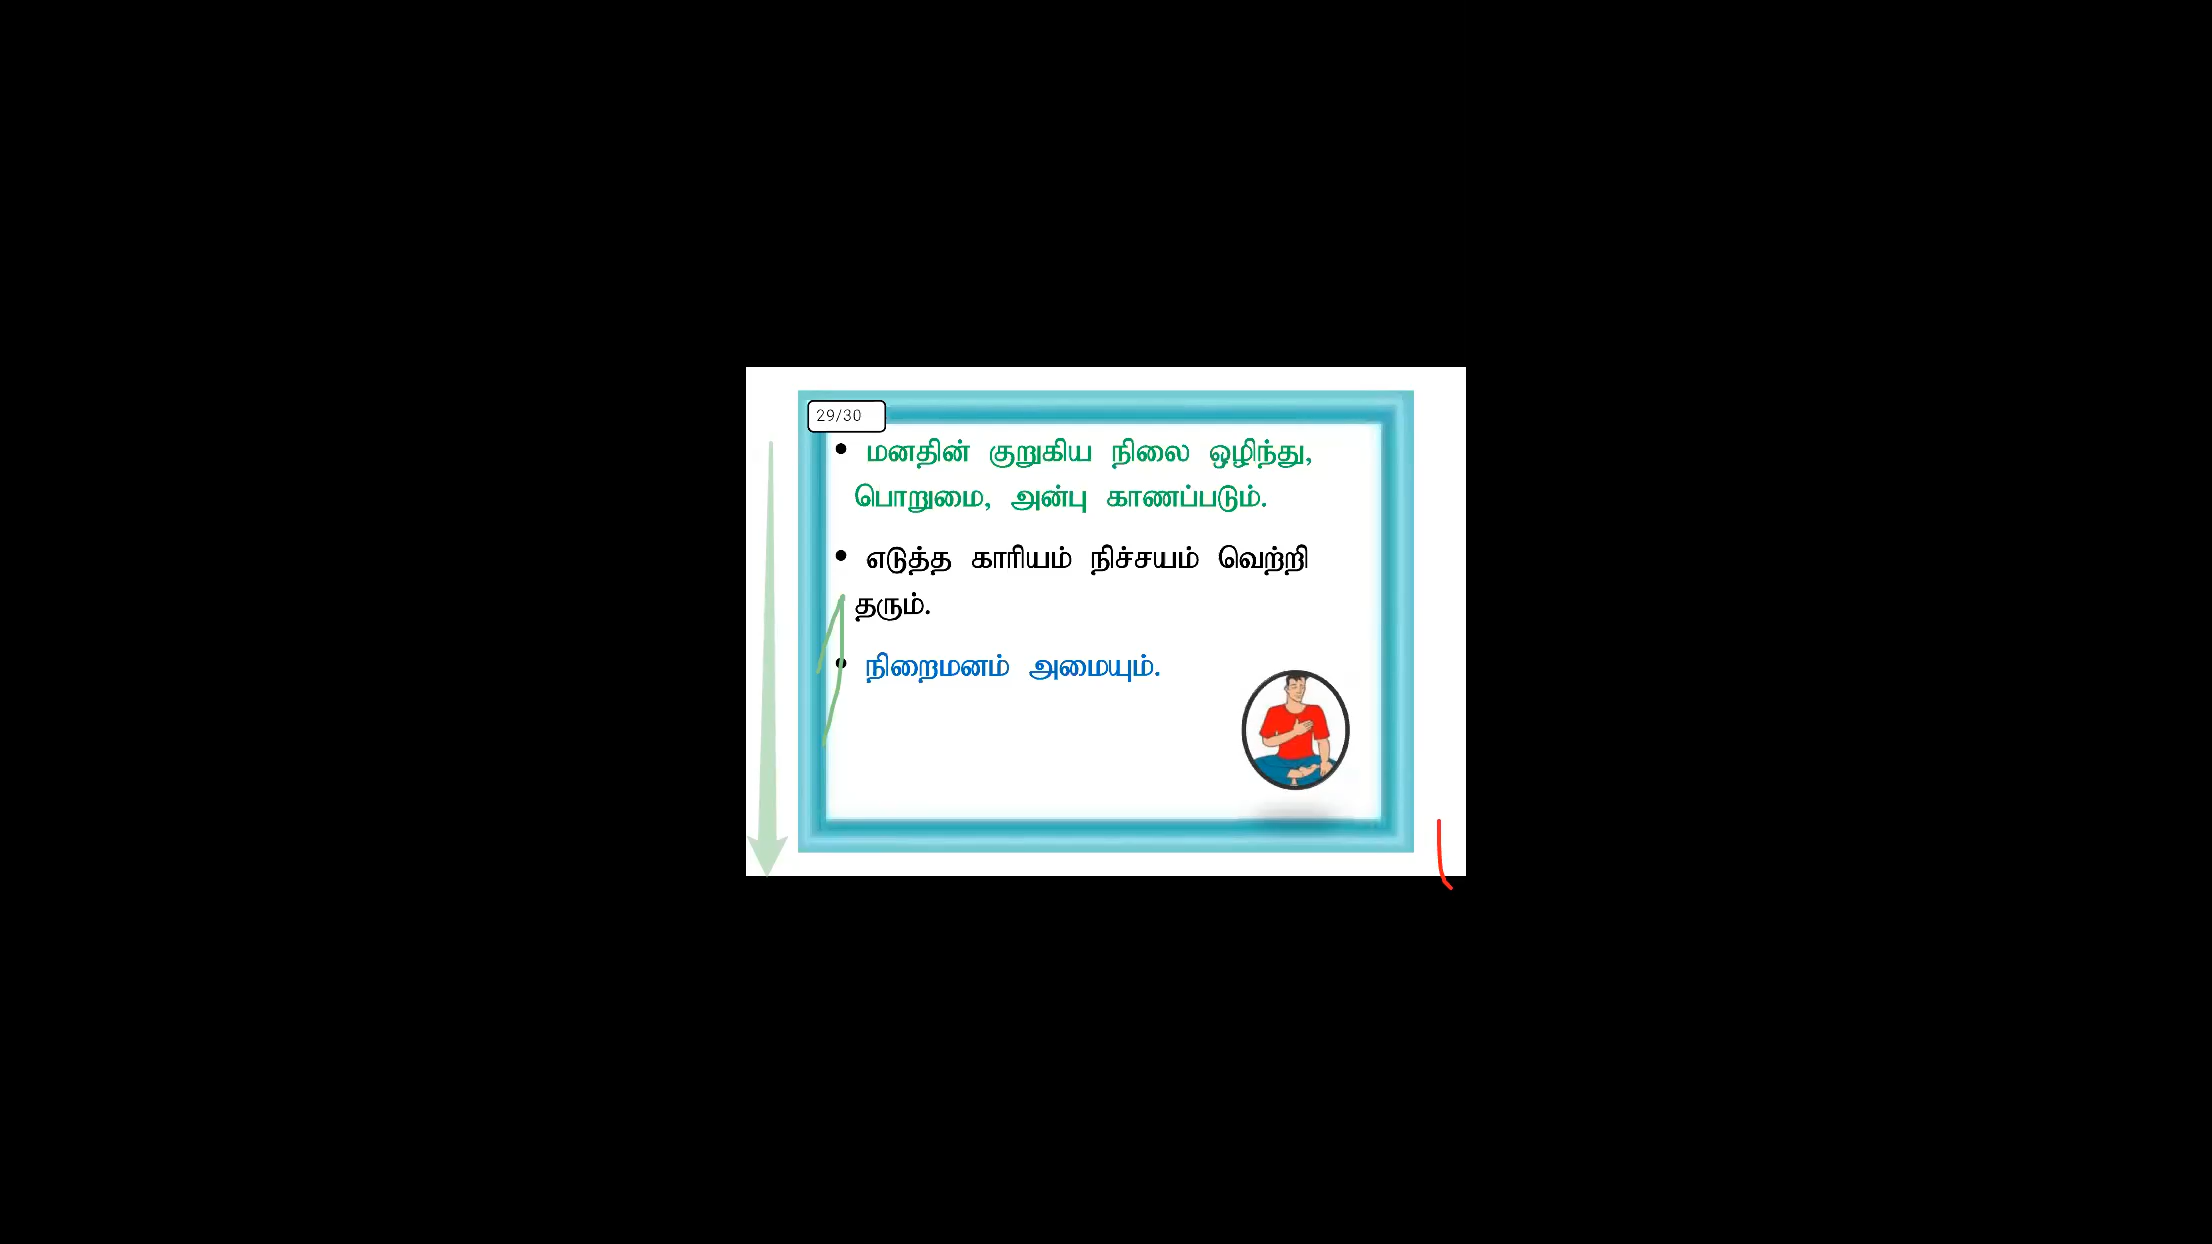 29/30
• மனதின் குறுகிய நிலை ஒழிந்து,
பொறுமை, அன்பு காணப்படும்.
• எடுத்த காரியம் நிச்சயம் வெற்றி
தரும்.
• நிறைமனம் அமையும்.